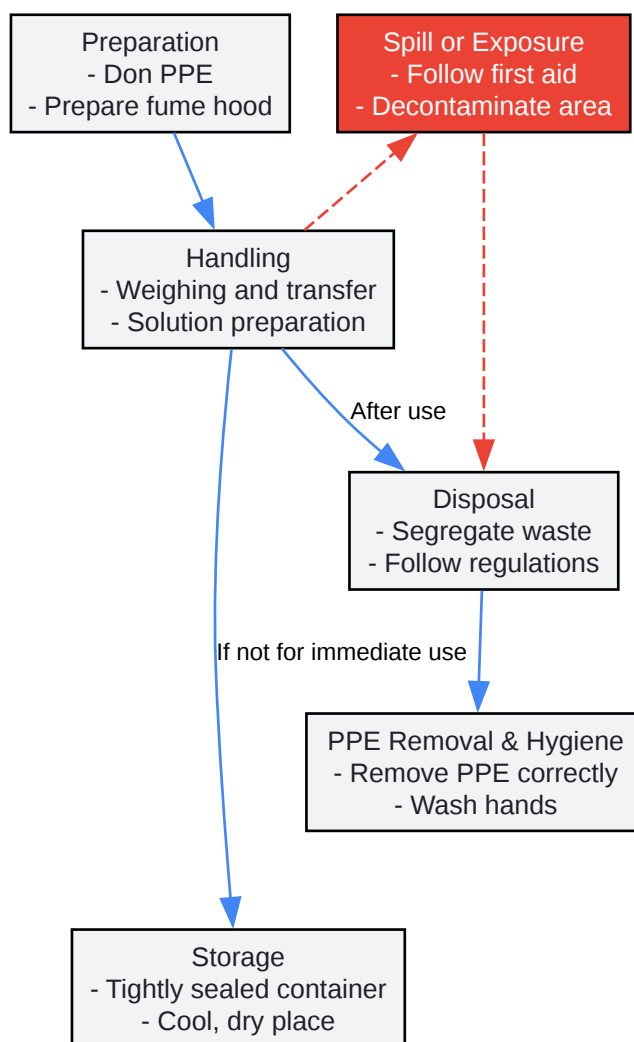 Preparation
- Don PPE
- Prepare fume hood
Spill or Exposure
- Follow first aid
- Decontaminate area
Handling
- Weighing and transfer
- Solution preparation
After use
Disposal
- Segregate waste
- Follow regulations
If not for immediate use
PPE Removal & Hygiene
- Remove PPE correctly
- Wash hands
Storage
- Tightly sealed container
- Cool, dry place